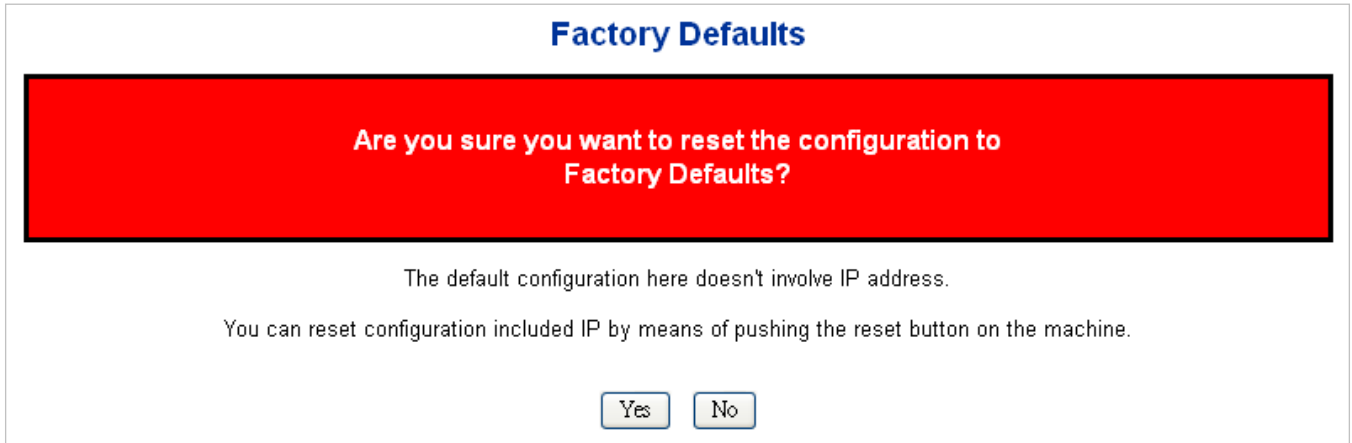 Factory Defaults
Are you sure you want to reset the configuration to
Factory Defaults?
The default configuration here doesn't involve IP address.
You can reset configuration included IP by means of pushing the reset button on the machine.
Yes No